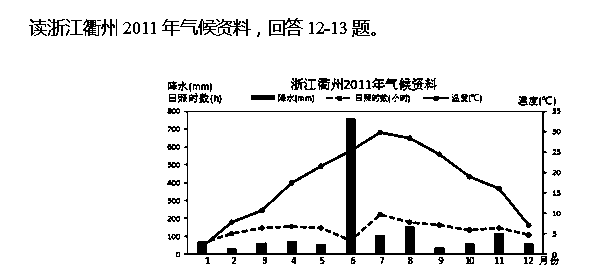 读浙江衢州 2011 年气候资料，回答 12-13 题。
浙江衢州2011年气候资料
降水(mm)
日照时数(h)
降水(mm) 日照时数(小时) 温度(℃)
温度(℃)
800 35
700 30
600 25
500 20
400 15
300 10
200 5
100 0
0
1 2 3 4 5 6 7 8 9 10 11 12 月份